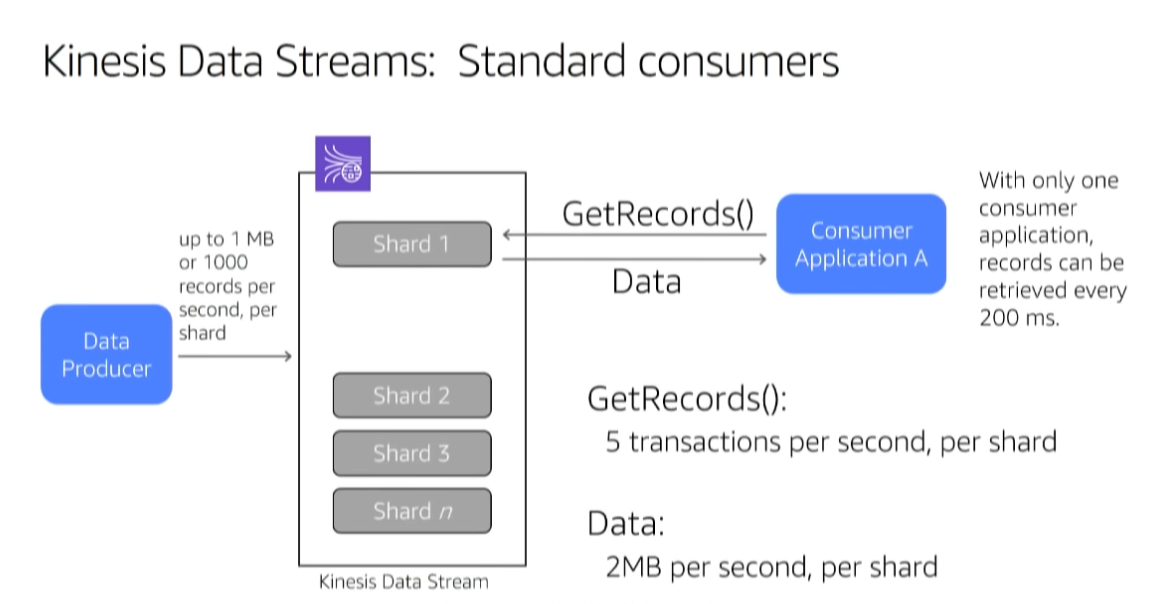 Kinesis Data Streams: Standard consumers
up to 1 MB
or 1000
records per
second, per
shard
Data
Producer
Shard 1
Shard 2
Shard 3
Shard n
Kinesis Data Stream
GetRecords()
Data
Consumer
Application A
With only one
consumer
application,
records can be
retrieved every
200 ms.
GetRecords():
5 transactions per second, per shard
Data:
2MB per second, per shard